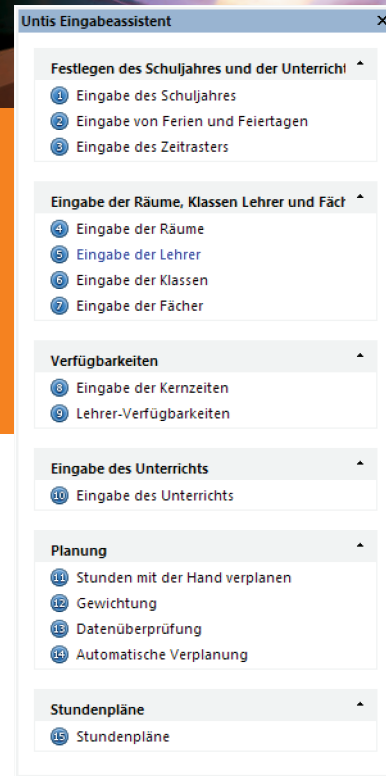 Untis Eingabeassistent
Festlegen des Schuljahres und der Unterricht
1 Eingabe des Schuljahres
2 Eingabe von Ferien und Feiertagen
3 Eingabe des Zeitrasters
Eingabe der Räume, Klassen Lehrer und Fäch
4 Eingabe der Räume
5 Eingabe der Lehrer
6 Eingabe der Klassen
7 Eingabe der Fächer
Verfügbarkeiten
8 Eingabe der Kernzeiten
9 Lehrer-Verfügbarkeiten
Eingabe des Unterrichts
10 Eingabe des Unterrichts
Planung
11 Stunden mit der Hand verplanen
12 Gewichtung
13 Datenüberprüfung
14 Automatische Verplanung
Stundenpläne
15 Stundenpläne